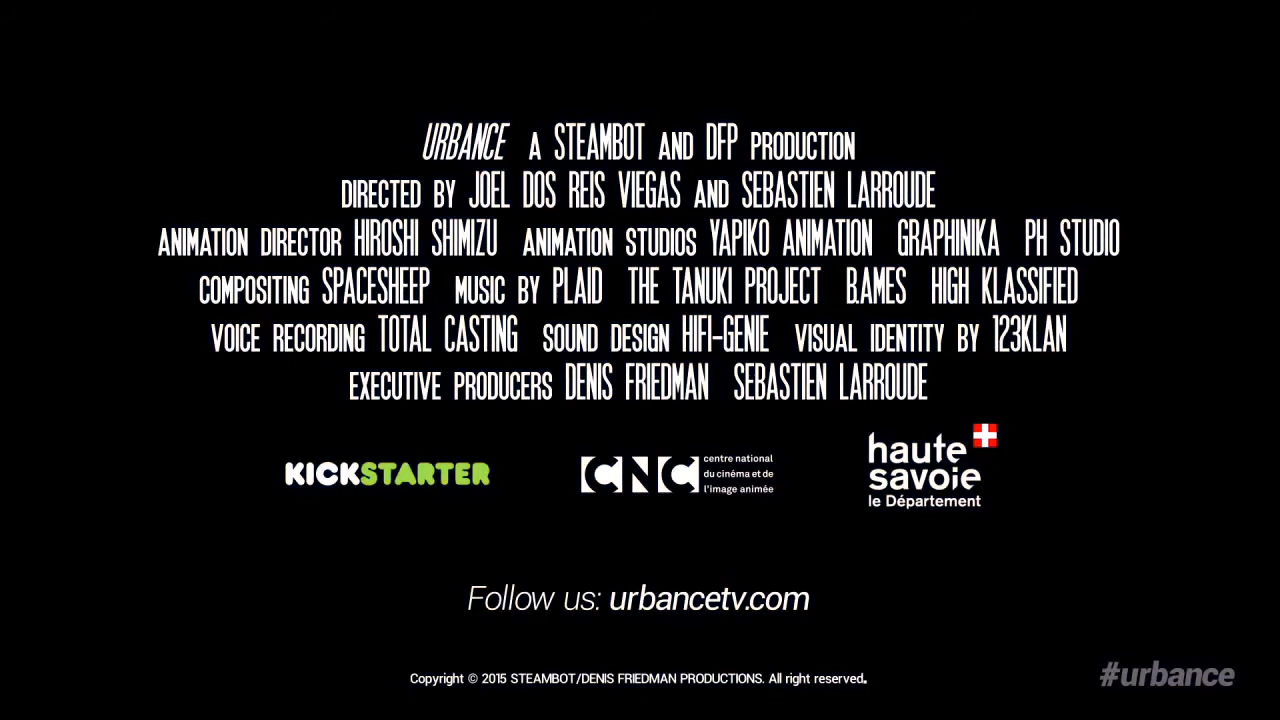 URBANCE A STEAMBOT AND DFP PRODUCTION
DIRECTED BY JOEL DOS REIS VIEGAS AND SEBASTIEN LARROUDE
ANIMATION DIRECTOR HIROSHI SHIMIZU ANIMATION STUDIOS YAPIKO ANIMATION GRAPHINIKA PH STUDIO
COMPOSITING SPACESHEEP MUSIC BY PLAID THE TANUKI PROJECT B.AMES HIGH KLASSIFIED
VOICE RECORDING TOTAL CASTING SOUND DESIGN HIFI-GENIE VISUAL IDENTITY BY 123KLAN
EXECUTIVE PRODUCERS DENIS FRIEDMAN SEBASTIEN LARROUDE
KICKSTARTER
CNC
centre national
du cinéma et de
l'image animée
haute
savoie
le Département
Follow us: urbancetv.com
Copyright © 2015 STEAMBOT/DENIS FRIEDMAN PRODUCTIONS. All right reserved.
#urbance